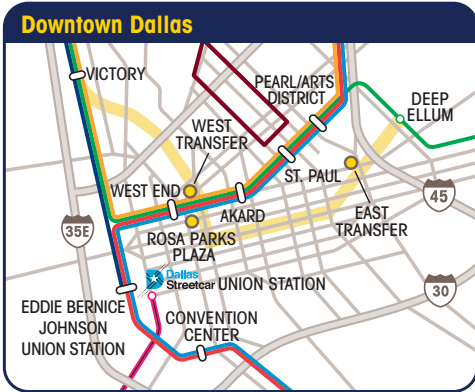 Downtown Dallas
VICTORY
PEARL/ARTS
DISTRICT
DEEP
ELLUM
WEST
TRANSFER
WEST END
ST. PAUL
45
AKARD
EAST
TRANSFER
35E
ROSA PARKS
PLAZA
Dallas
Streetcar UNION STATION
30
EDDIE BERNICE
JOHNSON
UNION STATION
CONVENTION
CENTER